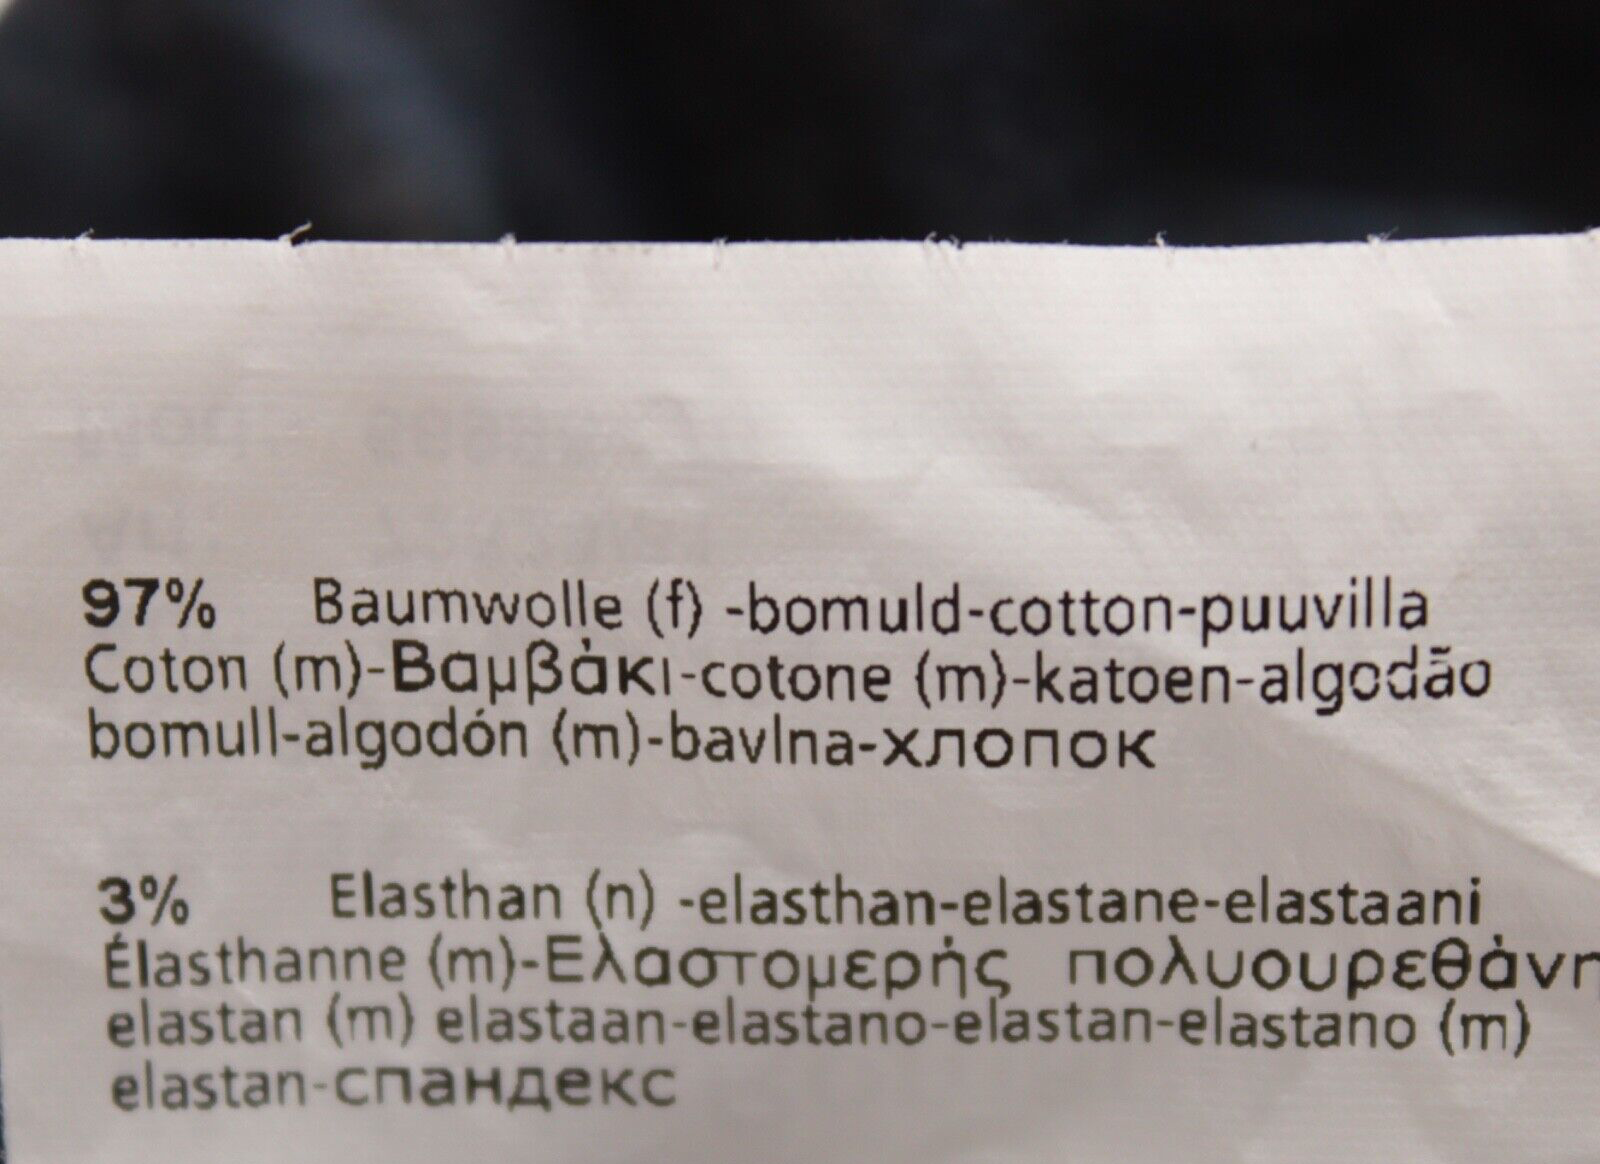 97% Baumwolle (f) -bomuld-cotton-puuvilla
Coton (m)-Βαμβάκι-cotone (m)-katoen-algodão
bomull-algodón (m)-bavlna-хлопок
3% Elasthan (n) -elasthan-elastane-elastaani
Élasthanne (m)-Ελαστομερής πολυουρεθάνη
elastan (m) elastaan-elastano-elastan-elastano (m)
elastan-спандекс